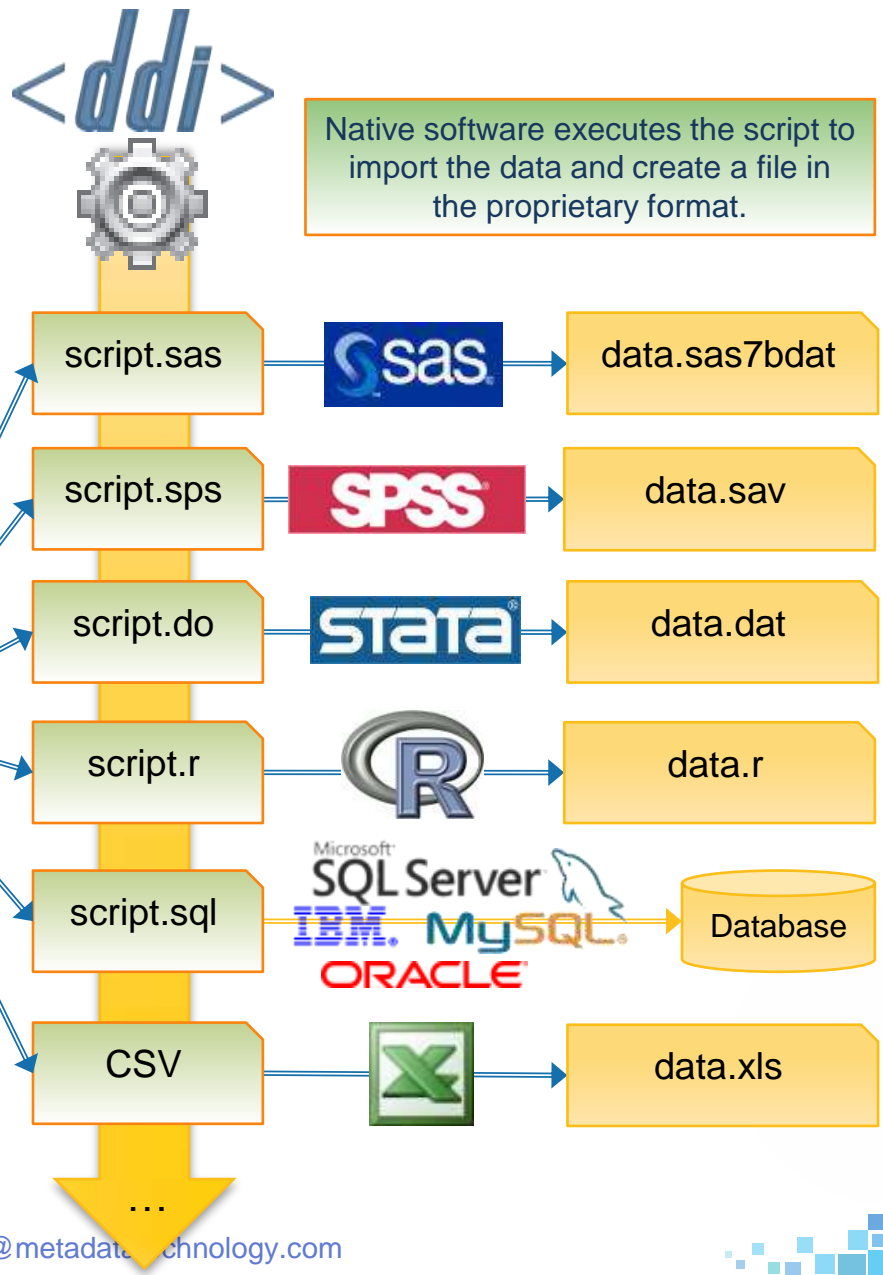 <ddi>
Native software executes the script to
import the data and create a file in
the proprietary format.
script.sas
sas
data.sas7bdat
script.sps
SPSS
data.sav
script.do
STATA
data.dat
script.r
R
data.r
script.sql
Microsoft
SQL Server
IBM. MySQL
ORACLE
Database
CSV
X
data.xls
…